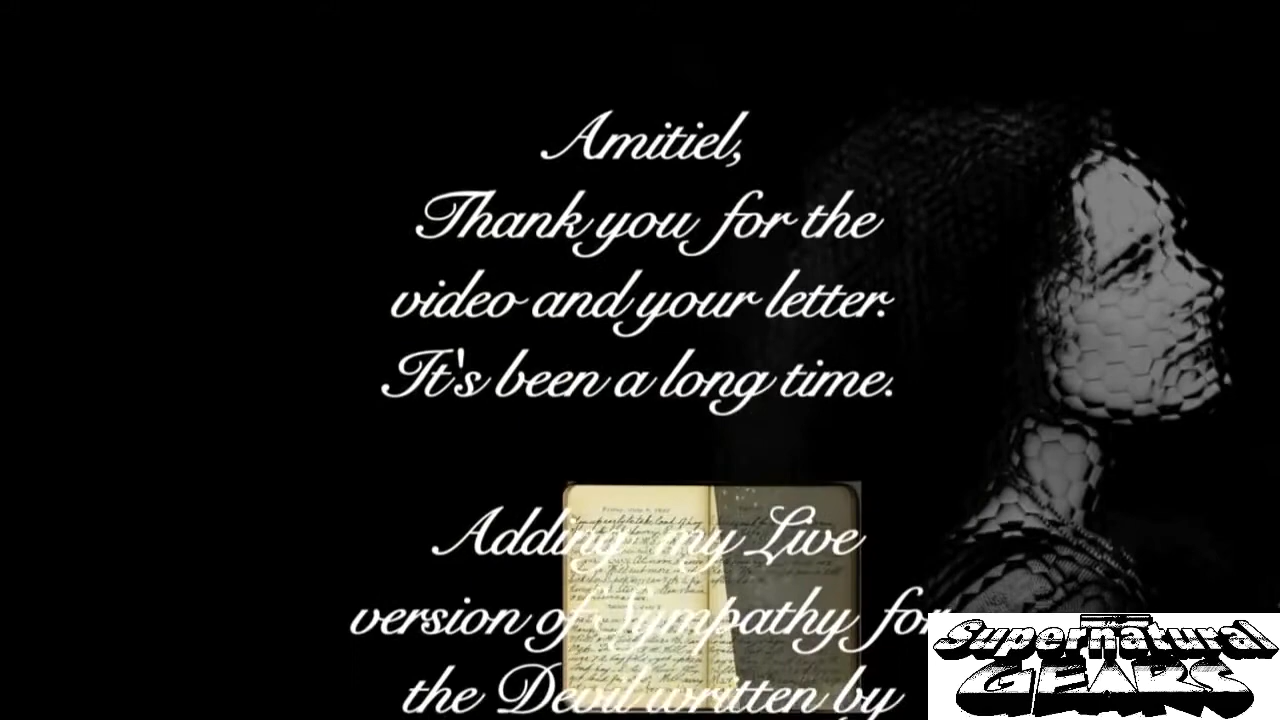 Amitiel,
Thank you for the
video and your letter.
It's been a long time.
Adding my Live
version of Sympathy for
the Devil written by
Supernatural
GEARS